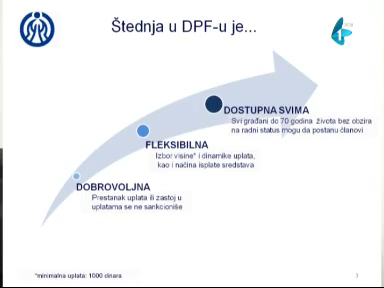 Štednja u DPF-u je...
DOSTUPNA SVIMA
Svi građani do 70 godina života bez obzira
na radni status mogu da postanu članovi
FLEKSIBILNA
Izbor visine* i dinamike uplata,
kao i načina isplate sredstava
DOBROVOLJNA
Prestanak uplata ili zastoj u
uplatama se ne sankcioniše
*minimalna uplata: 1000 dinara